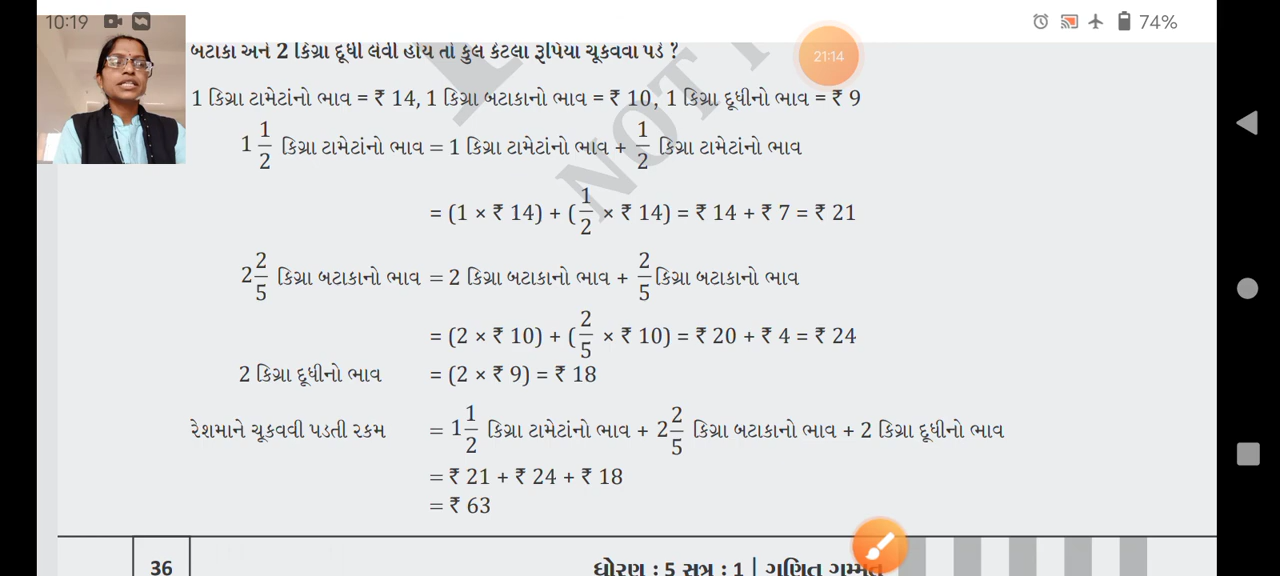 10:19
74%
21:14
બટાકા અને 2 કિગ્રા દૂધી લેવી હોય તો કુલ કેટલા રૂપિયા ચૂકવવા પડે ?
1 કિગ્રા ટામેટાંનો ભાવ = ₹ 14, 1 કિગ્રા બટાકાનો ભાવ = ₹ 10, 1 કિગ્રા દૂધીનો ભાવ = ₹ 9
1 1/2 કિગ્રા ટામેટાંનો ભાવ = 1 કિગ્રા ટામેટાંનો ભાવ + 1/2 કિગ્રા ટામેટાંનો ભાવ
= (1 × ₹ 14) + (1/2 × ₹ 14) = ₹ 14 + ₹ 7 = ₹ 21
2 2/5 કિગ્રા બટાકાનો ભાવ = 2 કિગ્રા બટાકાનો ભાવ + 2/5 કિગ્રા બટાકાનો ભાવ
= (2 × ₹ 10) + (2/5 × ₹ 10) = ₹ 20 + ₹ 4 = ₹ 24
2 કિગ્રા દૂધીનો ભાવ = (2 × ₹ 9) = ₹ 18
રેશમાને ચૂકવવી પડતી રકમ = 1 1/2 કિગ્રા ટામેટાંનો ભાવ + 2 2/5 કિગ્રા બટાકાનો ભાવ + 2 કિગ્રા દૂધીનો ભાવ
= ₹ 21 + ₹ 24 + ₹ 18
= ₹ 63
36
ધોરણ : 5 સત્ર : 1 | ગણિત ગમ્મત
NOT